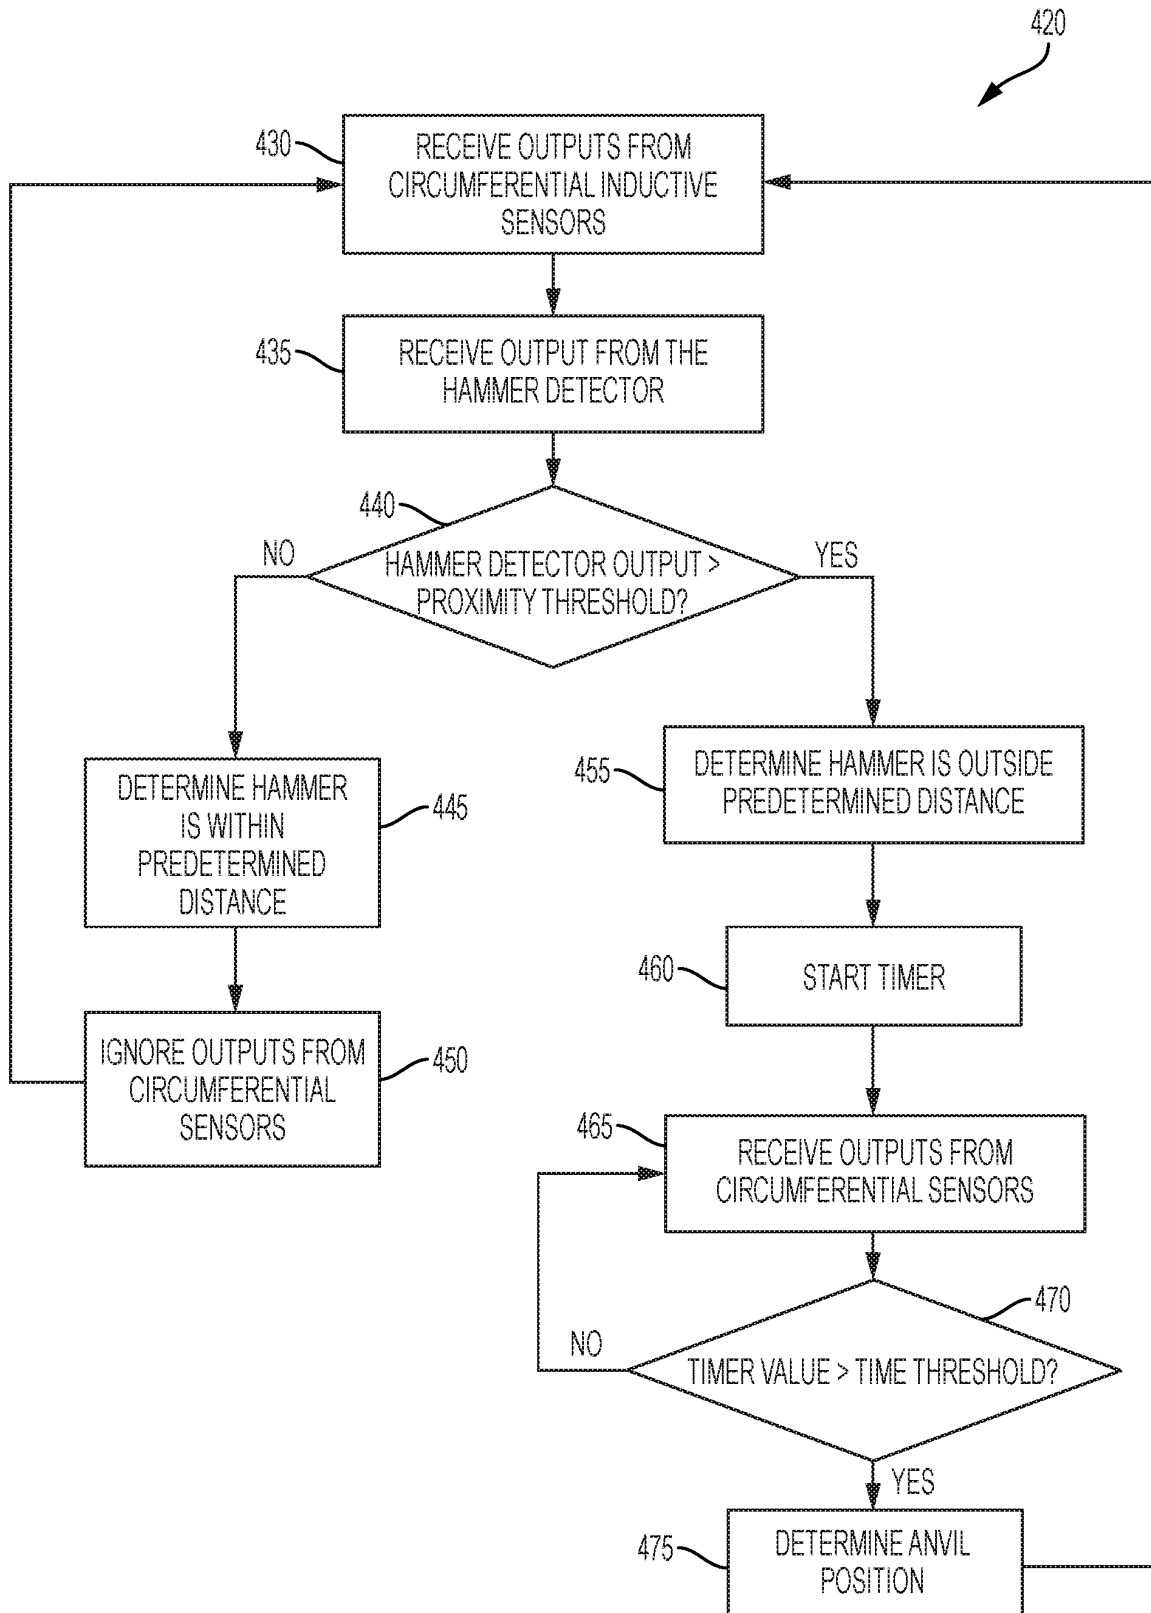 420
430
RECEIVE OUTPUTS FROM
CIRCUMFERENTIAL INDUCTIVE
SENSORS
435
RECEIVE OUTPUT FROM THE
HAMMER DETECTOR
440
NO
HAMMER DETECTOR OUTPUT >
PROXIMITY THRESHOLD?
YES
DETERMINE HAMMER
IS WITHIN
PREDETERMINED
DISTANCE
445
455
DETERMINE HAMMER IS OUTSIDE
PREDETERMINED DISTANCE
460
START TIMER
IGNORE OUTPUTS FROM
CIRCUMFERENTIAL
SENSORS
450
465
RECEIVE OUTPUTS FROM
CIRCUMFERENTIAL SENSORS
470
NO
TIMER VALUE > TIME THRESHOLD?
YES
475
DETERMINE ANVIL
POSITION